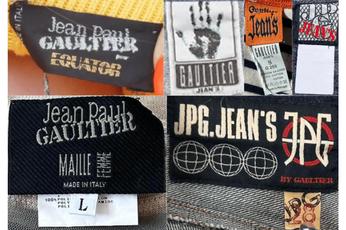 Jean Paul
GAULTIER
EQUATOR
GAULTIER
JEAN'S
Jean's
GAULTIER
Jean Paul
GAULTIER
MAILLE FEMME
MADE IN ITALY
L
JPG.JEAN'S
JPG
BY GAULTIER
JPG
28